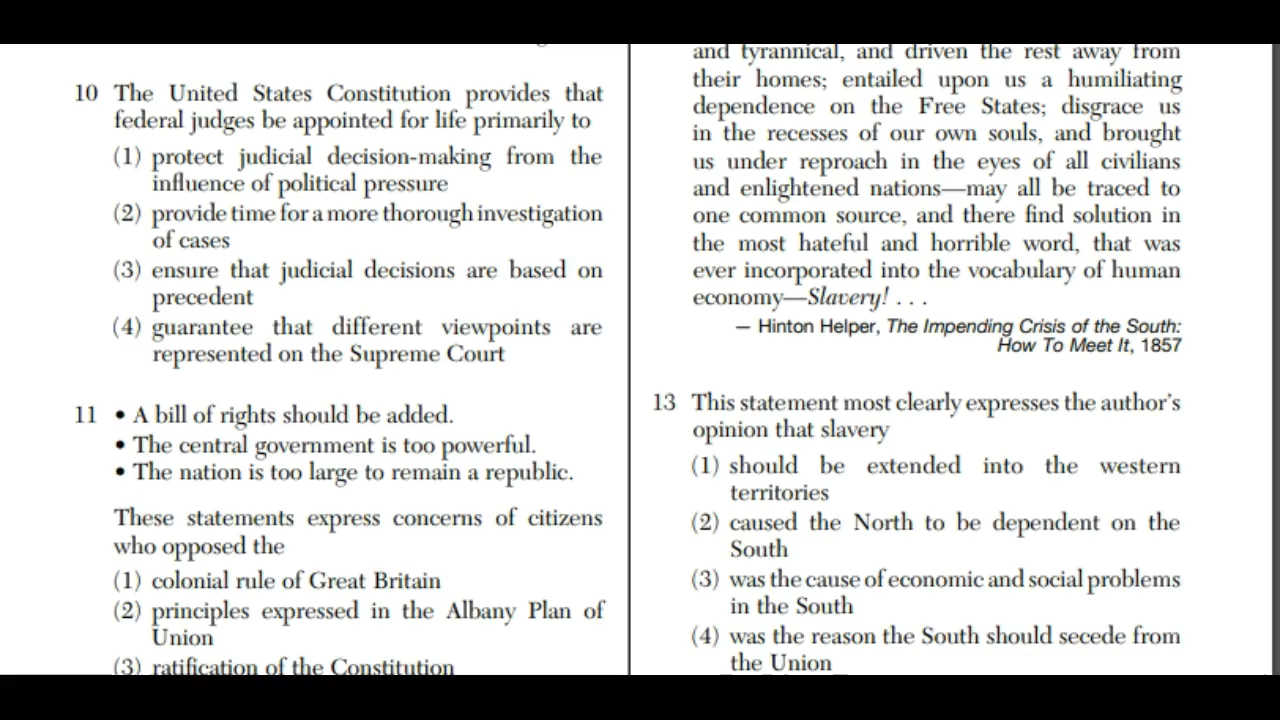 10 The United States Constitution provides that
federal judges be appointed for life primarily to
(1) protect judicial decision-making from the
influence of political pressure
(2) provide time for a more thorough investigation
of cases
(3) ensure that judicial decisions are based on
precedent
(4) guarantee that different viewpoints are
represented on the Supreme Court
11 • A bill of rights should be added.
• The central government is too powerful.
• The nation is too large to remain a republic.
These statements express concerns of citizens
who opposed the
(1) colonial rule of Great Britain
(2) principles expressed in the Albany Plan of
Union
(3) ratification of the Constitution
and tyrannical, and driven the rest away from
their homes; entailed upon us a humiliating
dependence on the Free States; disgrace us
in the recesses of our own souls, and brought
us under reproach in the eyes of all civilians
and enlightened nations—may all be traced to
one common source, and there find solution in
the most hateful and horrible word, that was
ever incorporated into the vocabulary of human
economy—Slavery! . . .
— Hinton Helper, The Impending Crisis of the South:
How To Meet It, 1857
13 This statement most clearly expresses the author's
opinion that slavery
(1) should be extended into the western
territories
(2) caused the North to be dependent on the
South
(3) was the cause of economic and social problems
in the South
(4) was the reason the South should secede from
the Union